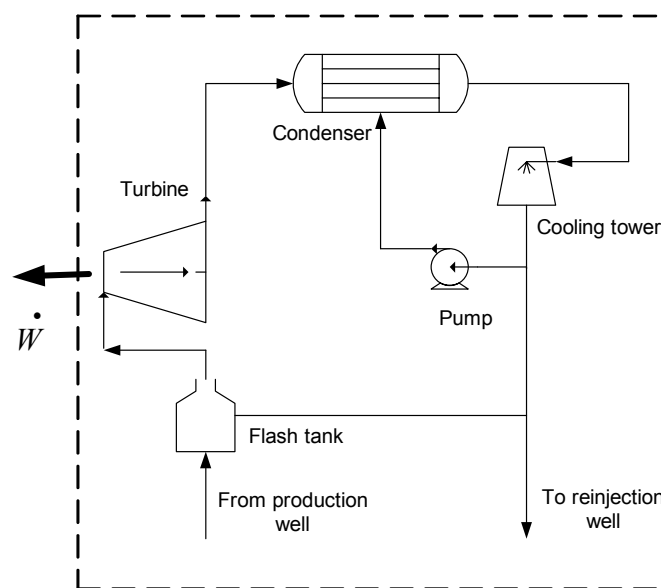 Condenser
Turbine
Cooling tower
Pump
Ẇ
Flash tank
From production
well
To reinjection
well